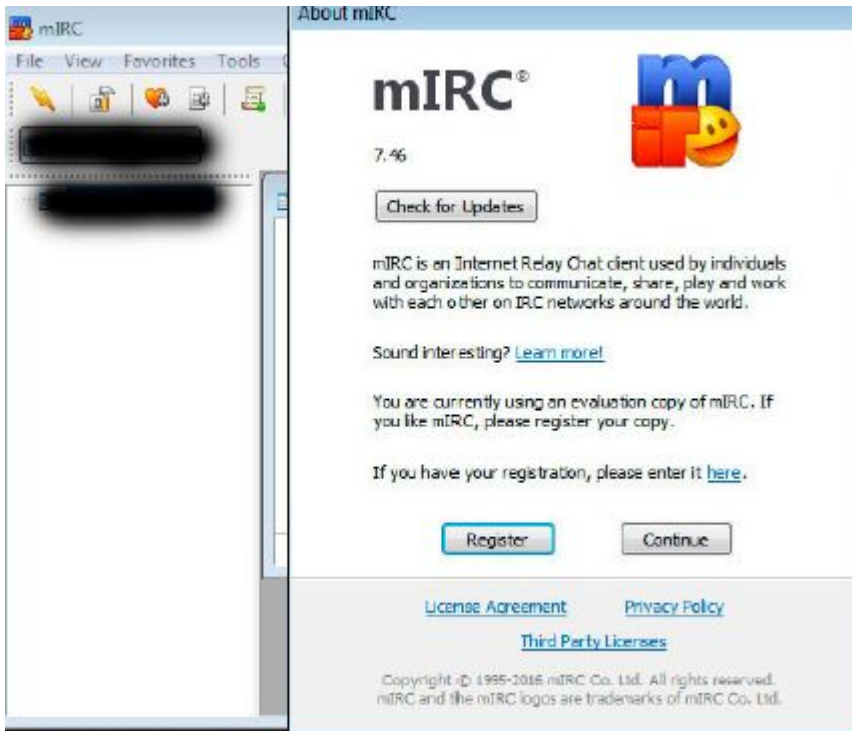 mIRC
File View Favorites Tools
About mIRC
mIRC®
7.46
Check for Updates
mIRC is an Internet Relay Chat client used by individuals
and organizations to communicate, share, play and work
with each other on IRC networks around the world.
Sound interesting? Learn more!
You are currently using an evaluation copy of mIRC. If
you like mIRC, please register your copy.
If you have your registration, please enter it here.
Register Continue
License Agreement Privacy Policy
Third Party Licenses
Copyright © 1995-2016 mIRC Co. Ltd. All rights reserved.
mIRC and the mIRC logos are trademarks of mIRC Co. Ltd.